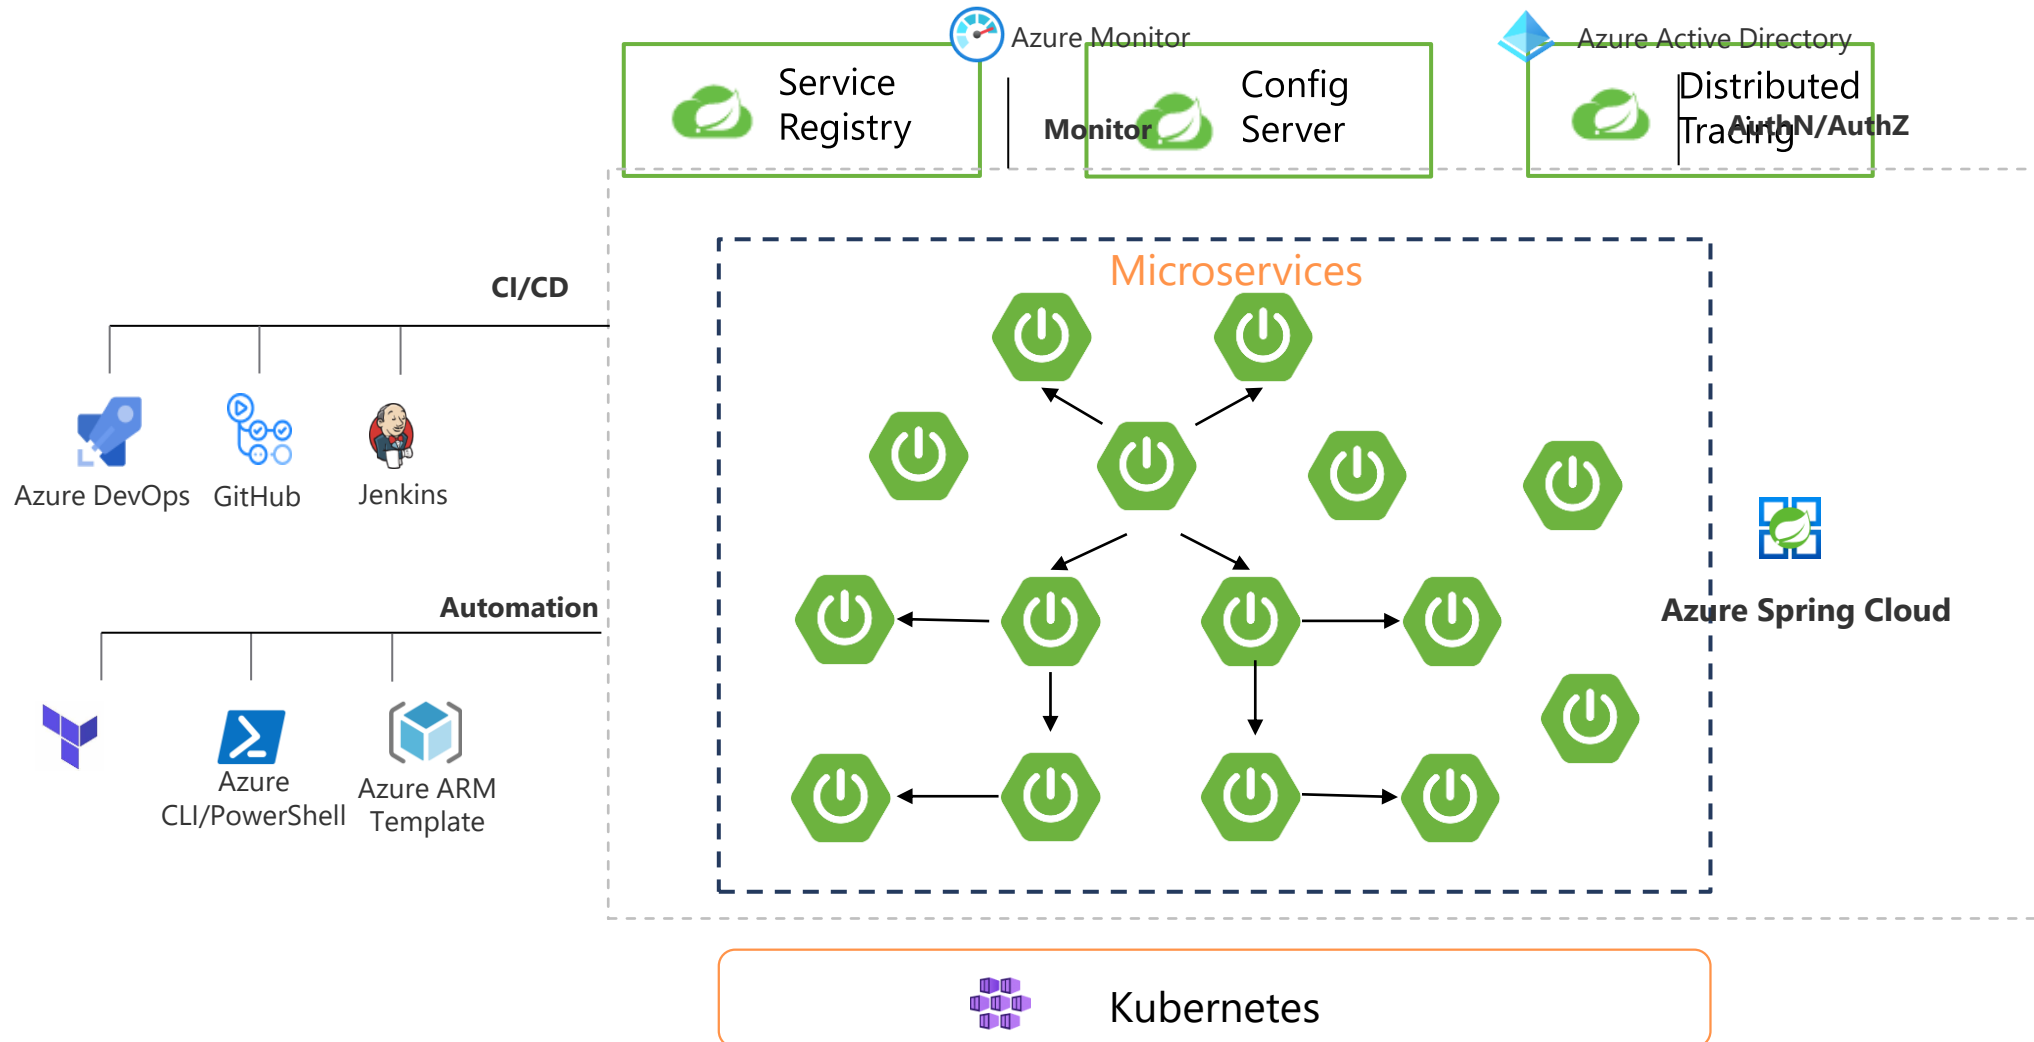 Azure Monitor
Azure Active Directory
Service
Registry
Config
Server
Distributed
Tracing
Monitor
AuthN/AuthZ
Microservices
CI/CD
Azure DevOps
GitHub
Jenkins
Automation
Azure
CLI/PowerShell
Azure ARM
Template
Azure Spring Cloud
Kubernetes